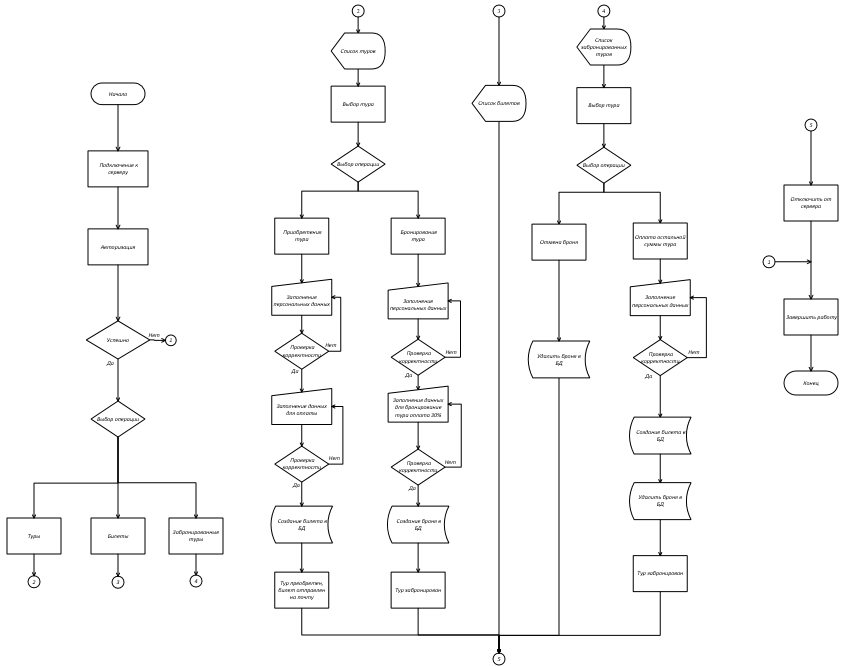 Начало
Подключение к
серверу
Авторизация
Успешно
Нет
1
Да
Выбор операции
Туры
Билеты
Забронированные
туры
2
3
4
2
Список туров
Выбор тура
Выбор операции
Приобретение
тура
Заполнение
персональных данных
Проверка
корректности
Нет
Да
Заполнение данных
для оплаты
Проверка
корректности
Нет
Да
Создание билета в
БД
Тур преобретен,
билет отправлен
на почту
Бронирование
тура
Заполнение
персональных данных
Проверка
корректности
Нет
Да
Заполнение данных
для бронирование
тура оплата 30%
Проверка
корректности
Нет
Да
Создание брони в
БД
Тур забронирован
3
Список билетов
5
4
Список
забронированных
туров
Выбор тура
Выбор операции
Отмена брони
Удалить брони в
БД
Оплата остальной
суммы тура
Заполнение
персональных данных
Проверка
корректности
Нет
Да
Создание билета в
БД
Удалить брони в
БД
Тур забронирован
5
Отключить от
сервера
1
Завершить работу
Конец